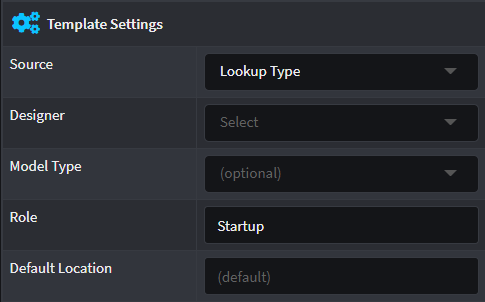 Template Settings
Source Lookup Type
Designer Select
Model Type (optional)
Role Startup
Default Location (default)